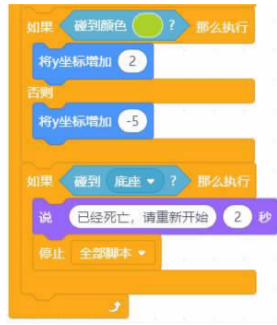 如果 碰到颜色 ? 那么执行
将y坐标增加 2
否则
将y坐标增加 -5
如果 碰到 底座 ? 那么执行
说 已经死亡，请重新开始 2 秒
停止 全部脚本